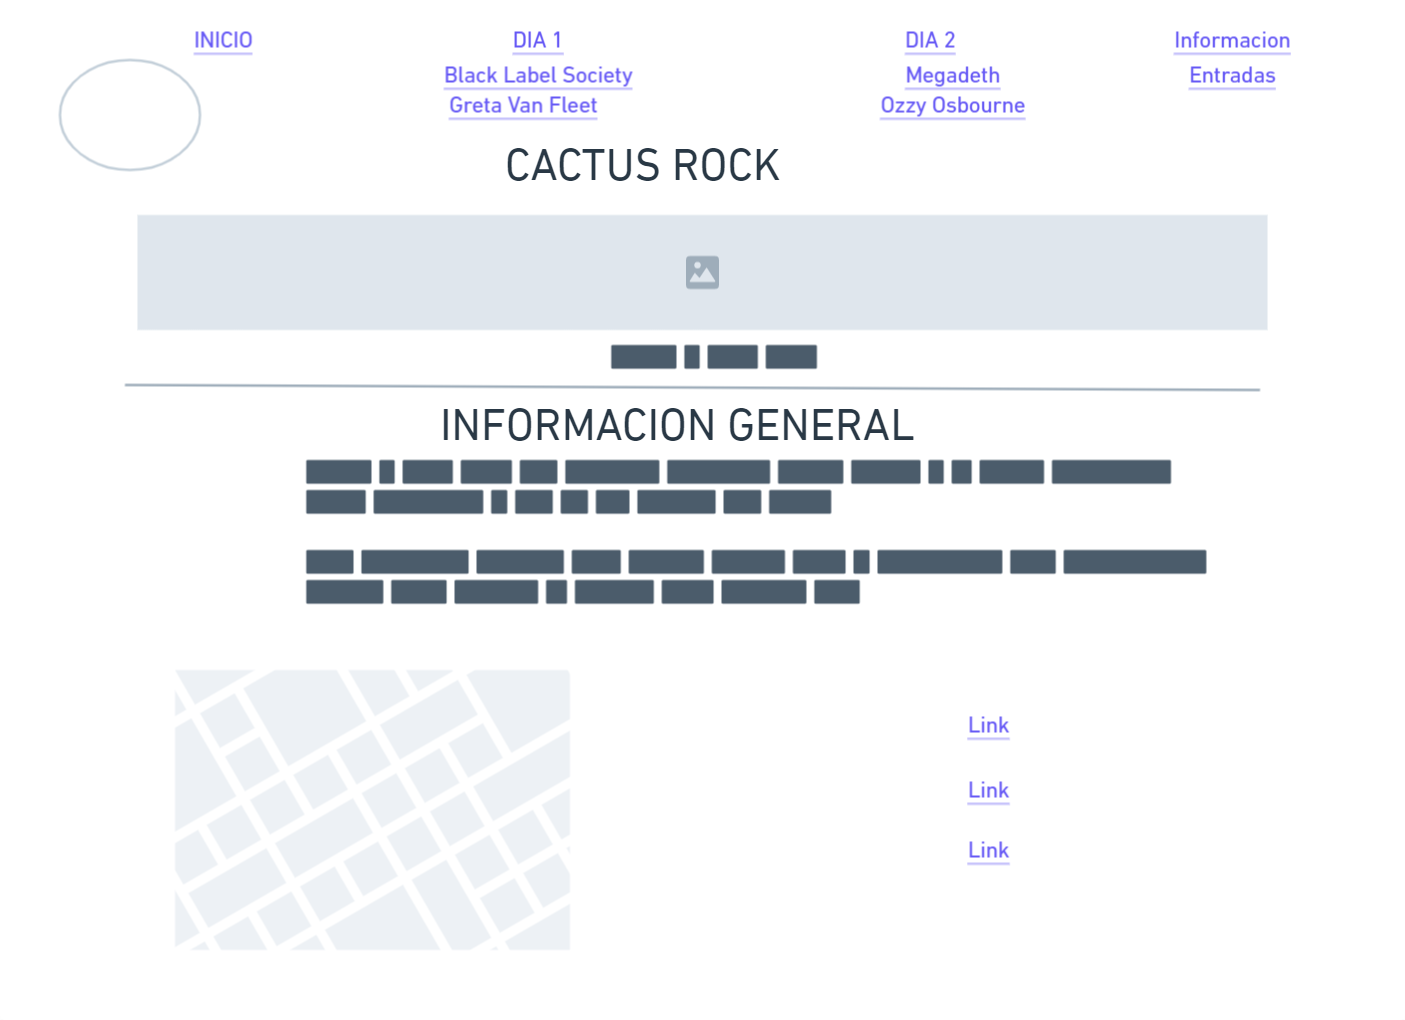 INICIO DIA 1 DIA 2 Informacion
Black Label Society Megadeth Entradas
Greta Van Fleet Ozzy Osbourne
CACTUS ROCK
INFORMACION GENERAL
Link
Link
Link